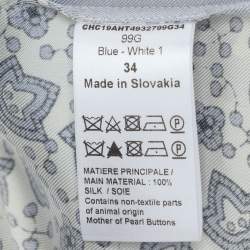 CHC19AHT4932799G34
99G
Blue - White 1
34
Made in Slovakia
MATIERE PRINCIPALE /
MAIN MATERIAL : 100%
SILK / SOIE
Contains non-textile parts
of animal origin
Mother of Pearl Buttons